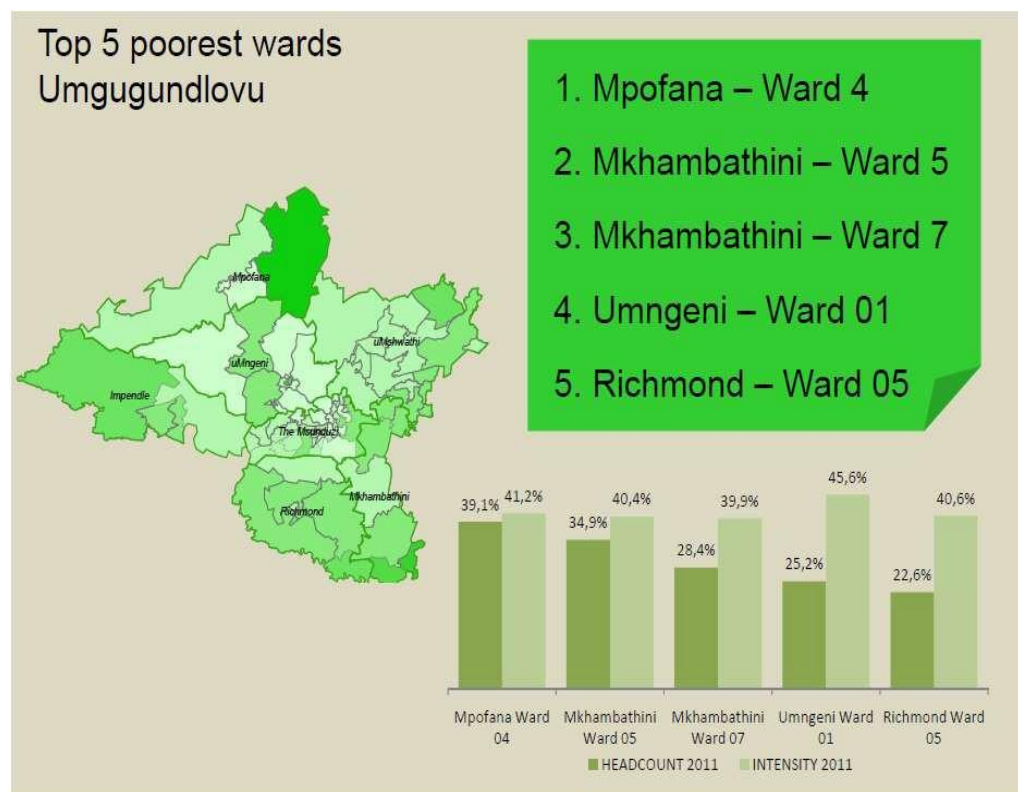 Top 5 poorest wards
Umgugundlovu
1. Mpofana – Ward 4
2. Mkhambathini – Ward 5
3. Mkhambathini – Ward 7
4. Umngeni – Ward 01
5. Richmond – Ward 05
Mpofana
uMshwathi
uMngeni
Impendle
The Msunduzi
Mkhambathini
Richmond
39,1%
41,2%
34,9%
40,4%
28,4%
39,9%
25,2%
45,6%
22,6%
40,6%
Mpofana Ward
04
Mkhambathini
Ward 05
Mkhambathini
Ward 07
Umngeni Ward
01
Richmond Ward
05
HEADCOUNT 2011
INTENSITY 2011